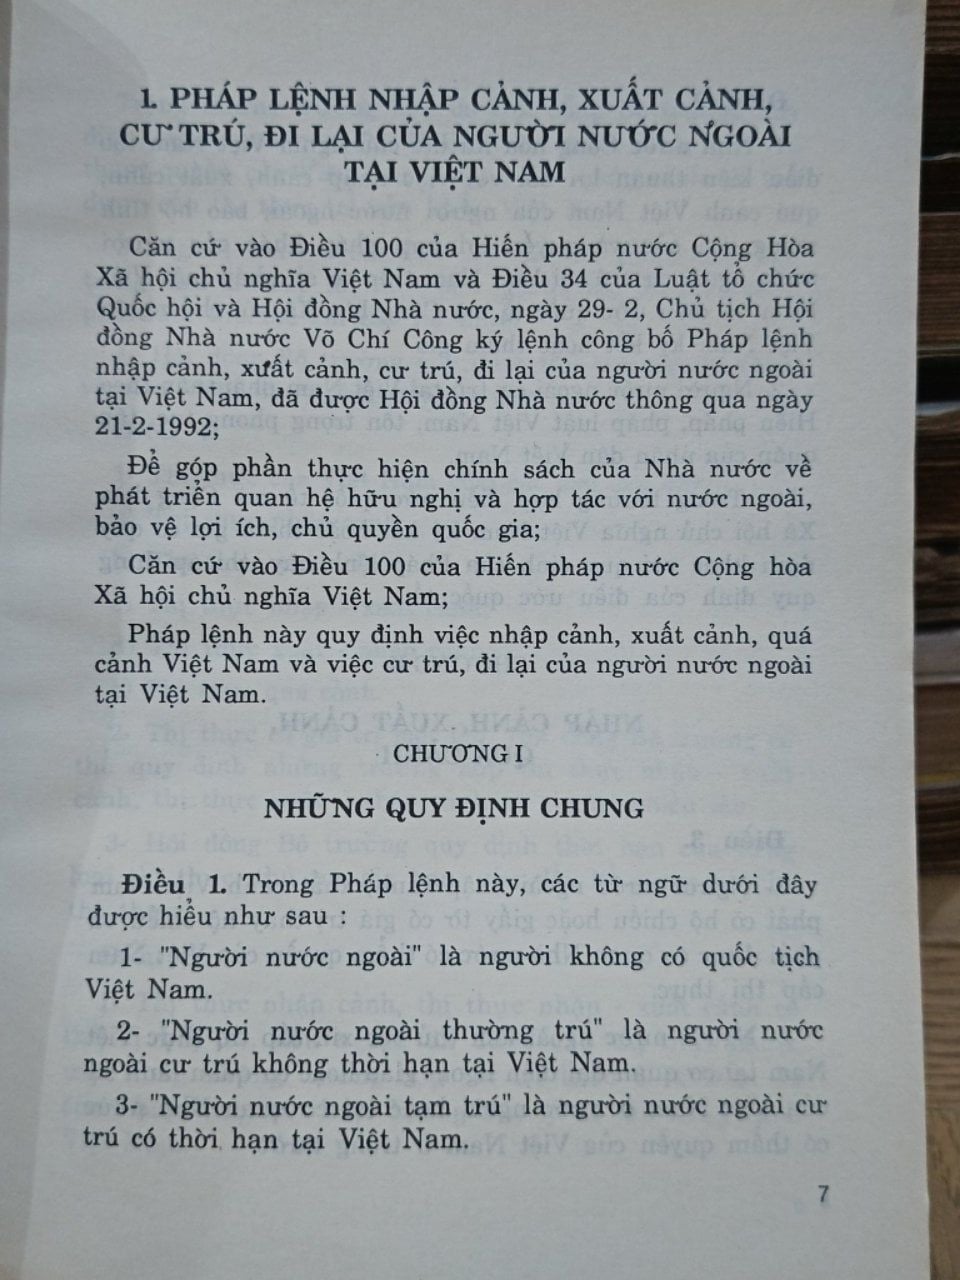 1. PHÁP LỆNH NHẬP CẢNH, XUẤT CẢNH,
CƯ TRÚ, ĐI LẠI CỦA NGƯỜI NƯỚC NGOÀI
TẠI VIỆT NAM
Căn cứ vào Điều 100 của Hiến pháp nước Cộng Hòa
Xã hội chủ nghĩa Việt Nam và Điều 34 của Luật tổ chức
Quốc hội và Hội đồng Nhà nước, ngày 29- 2, Chủ tịch Hội
đồng Nhà nước Võ Chí Công ký lệnh công bố Pháp lệnh
nhập cảnh, xuất cảnh, cư trú, đi lại của người nước ngoài
tại Việt Nam, đã được Hội đồng Nhà nước thông qua ngày
21-2-1992;
Để góp phần thực hiện chính sách của Nhà nước về
phát triển quan hệ hữu nghị và hợp tác với nước ngoài,
bảo vệ lợi ích, chủ quyền quốc gia;
Căn cứ vào Điều 100 của Hiến pháp nước Cộng hòa
Xã hội chủ nghĩa Việt Nam;
Pháp lệnh này quy định việc nhập cảnh, xuất cảnh, quá
cảnh Việt Nam và việc cư trú, đi lại của người nước ngoài
tại Việt Nam.
CHƯƠNG I
NHỮNG QUY ĐỊNH CHUNG
Điều 1. Trong Pháp lệnh này, các từ ngữ dưới đây
được hiểu như sau :
1- "Người nước ngoài" là người không có quốc tịch
Việt Nam.
2- "Người nước ngoài thường trú" là người nước
ngoài cư trú không thời hạn tại Việt Nam.
3- "Người nước ngoài tạm trú" là người nước ngoài cư
trú có thời hạn tại Việt Nam.
7